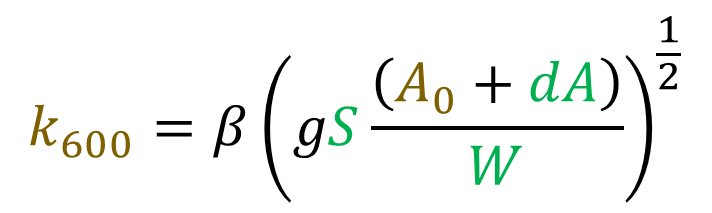 k₆₀₀ = β (gS (A₀ + dA) / W)^(1/2)